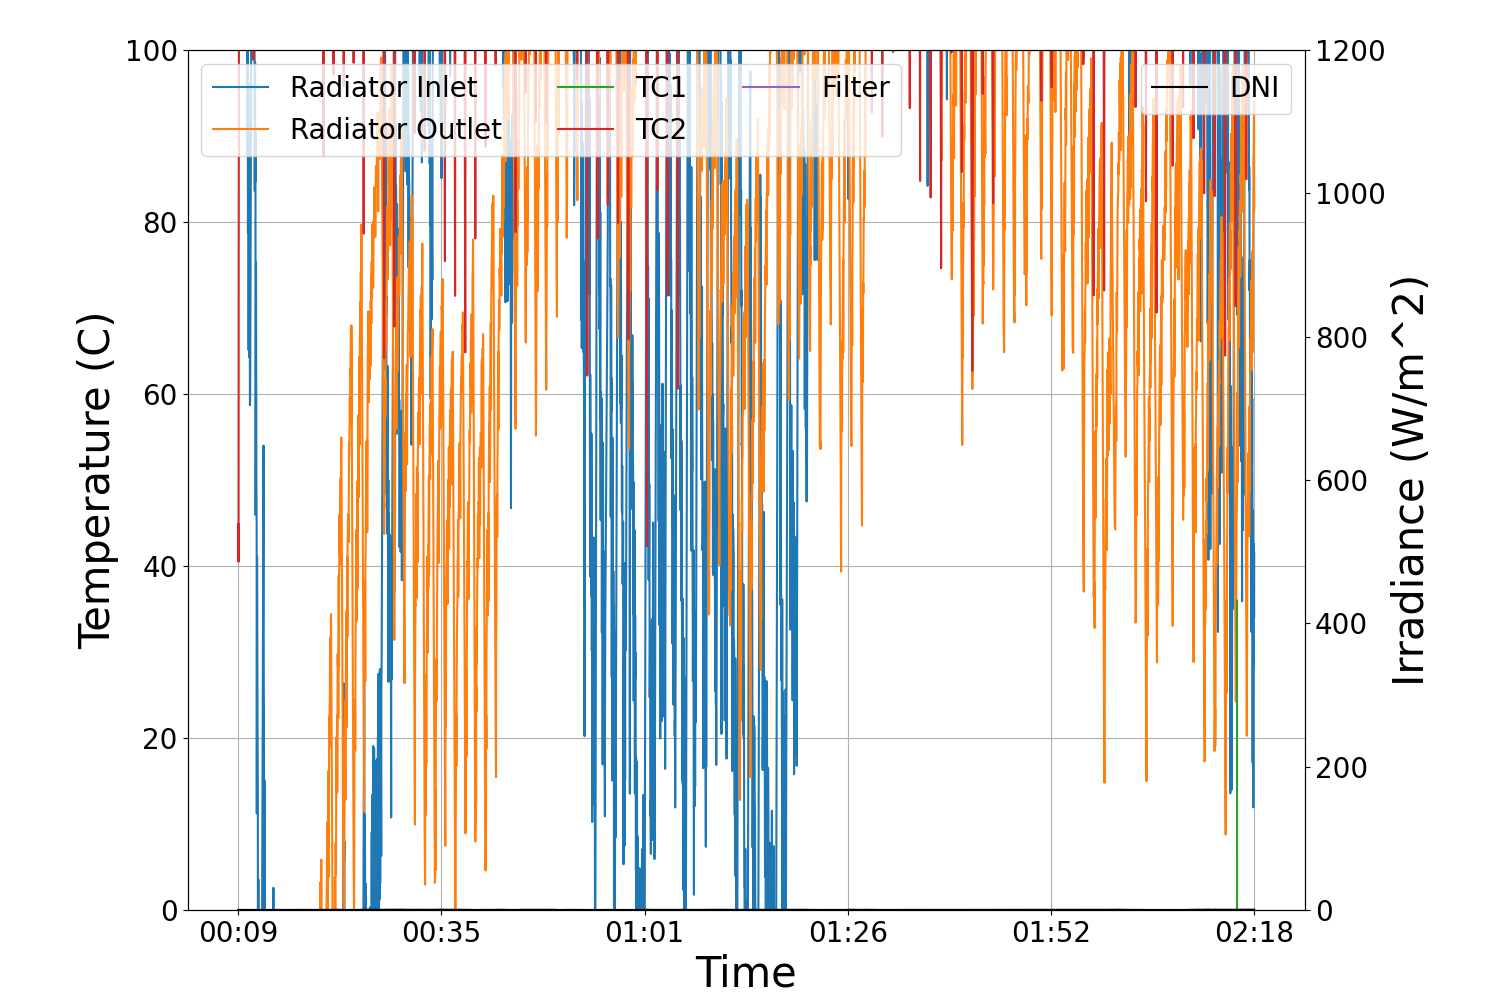 Radiator Inlet
Radiator Outlet
TC1
TC2
Filter
DNI
Temperature (C)
100
80
60
40
20
0
1200
1000
800
600
400
200
0
Irradiance (W/m^2)
00:09 00:35 01:01 01:26 01:52 02:18
Time